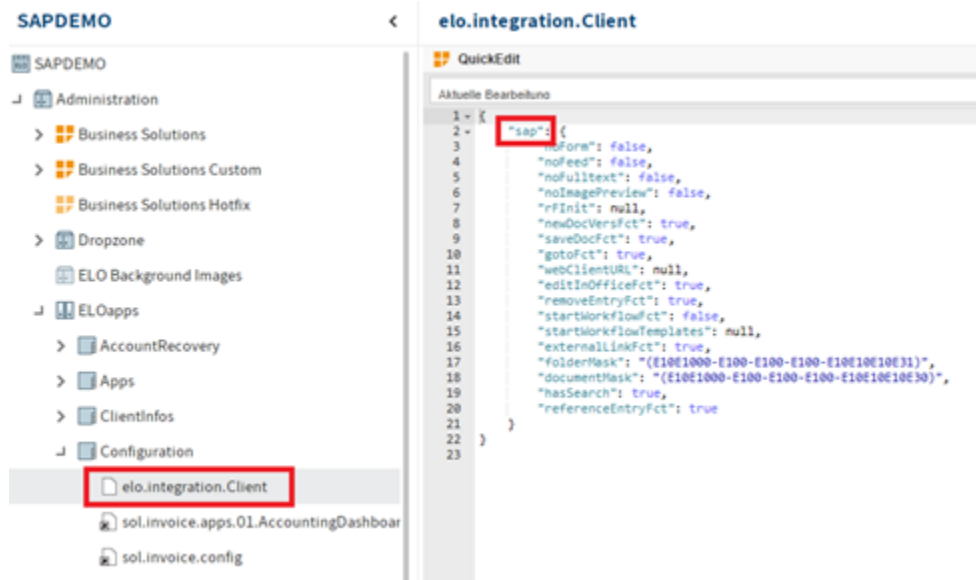 SAPDEMO
SAPDEMO
Administration
Business Solutions
Business Solutions Custom
Business Solutions Hotfix
Dropzone
ELO Background Images
ELOapps
AccountRecovery
Apps
ClientInfos
Configuration
elo.integration.Client
sol.invoice.apps.01.AccountingDashboar
sol.invoice.config
elo.integration.Client
QuickEdit
Aktuelle Bearbeitung
1 {
2 "sap": {
3 "noForm": false,
4 "noFeed": false,
5 "noFulltext": false,
6 "noImagePreview": false,
7 "rFInit": null,
8 "newDocVersFct": true,
9 "saveDocFct": true,
10 "gotoFct": true,
11 "webClientURL": null,
12 "editInOfficeFct": true,
13 "removeEntryFct": true,
14 "startWorkflowFct": false,
15 "startWorkflowTemplates": null,
16 "externalLinkFct": true,
17 "folderMask": "(E10E1000-E100-E100-E100-E10E10E10E31)",
18 "documentMask": "(E10E1000-E100-E100-E100-E10E10E10E30)",
19 "hasSearch": true,
20 "referenceEntryFct": true
21 }
22 }
23